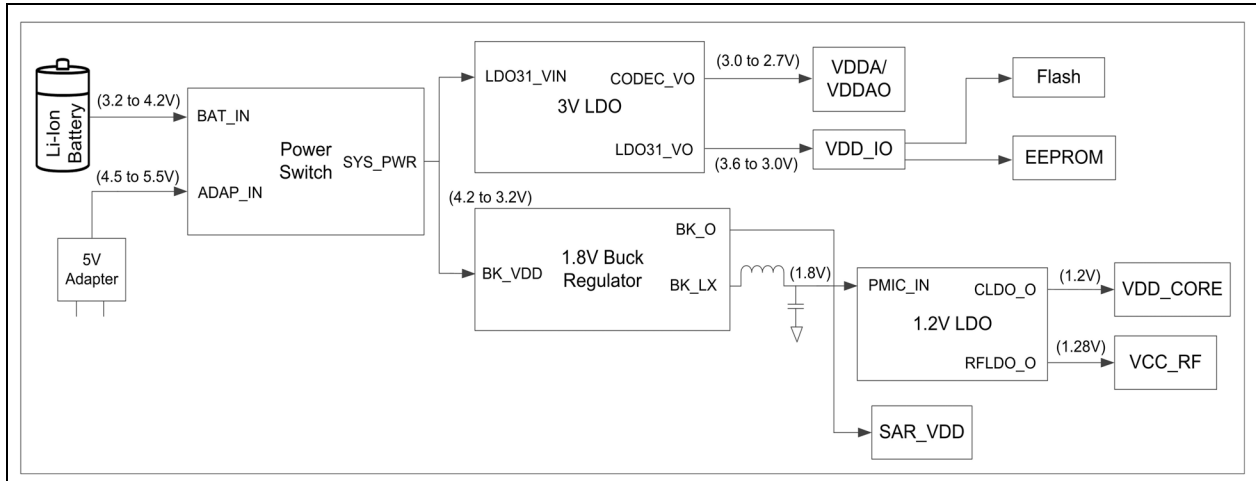 Li-Ion
Battery
(3.2 to 4.2V)
BAT_IN
Power
Switch
SYS_PWR
(4.5 to 5.5V)
ADAP_IN
5V
Adapter
LDO31_VIN
CODEC_VO
3V LDO
LDO31_VO
(3.0 to 2.7V)
VDDA/
VDDAO
(3.6 to 3.0V)
VDD_IO
Flash
EEPROM
(4.2 to 3.2V)
BK_O
1.8V Buck
Regulator
BK_VDD
BK_LX
(1.8V)
PMIC_IN
CLDO_O
1.2V LDO
RFLDO_O
(1.2V)
VDD_CORE
(1.28V)
VCC_RF
SAR_VDD